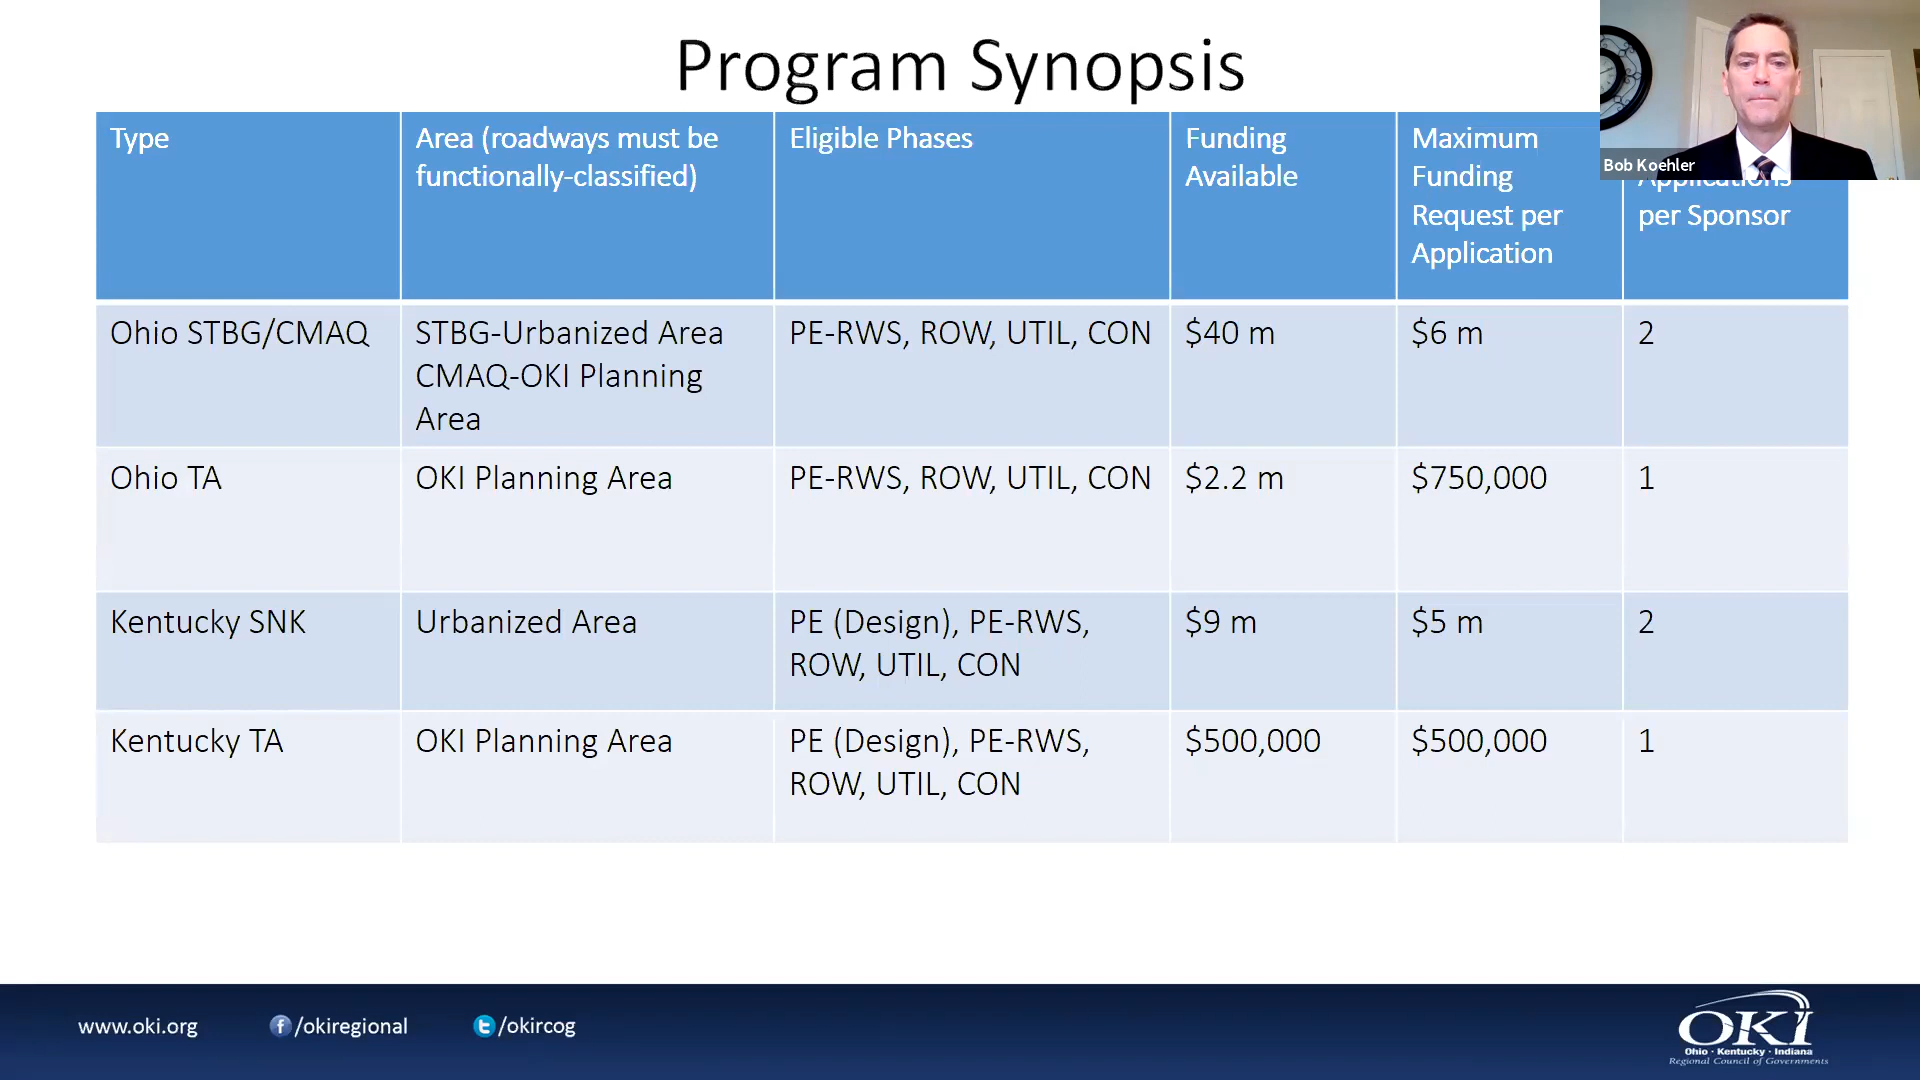 Program Synopsis
Bob Koehler
Type
Area (roadways must be
functionally-classified)
Eligible Phases
Funding
Available
Maximum
Funding
Request per
Application
Applications
per Sponsor
Ohio STBG/CMAQ
STBG-Urbanized Area
CMAQ-OKI Planning
Area
PE-RWS, ROW, UTIL, CON
$40 m
$6 m
2
Ohio TA
OKI Planning Area
PE-RWS, ROW, UTIL, CON
$2.2 m
$750,000
1
Kentucky SNK
Urbanized Area
PE (Design), PE-RWS,
ROW, UTIL, CON
$9 m
$5 m
2
Kentucky TA
OKI Planning Area
PE (Design), PE-RWS,
ROW, UTIL, CON
$500,000
$500,000
1
www.oki.org
/okiregional
/okircog
OKI
Ohio · Kentucky · Indiana
Regional Council of Governments